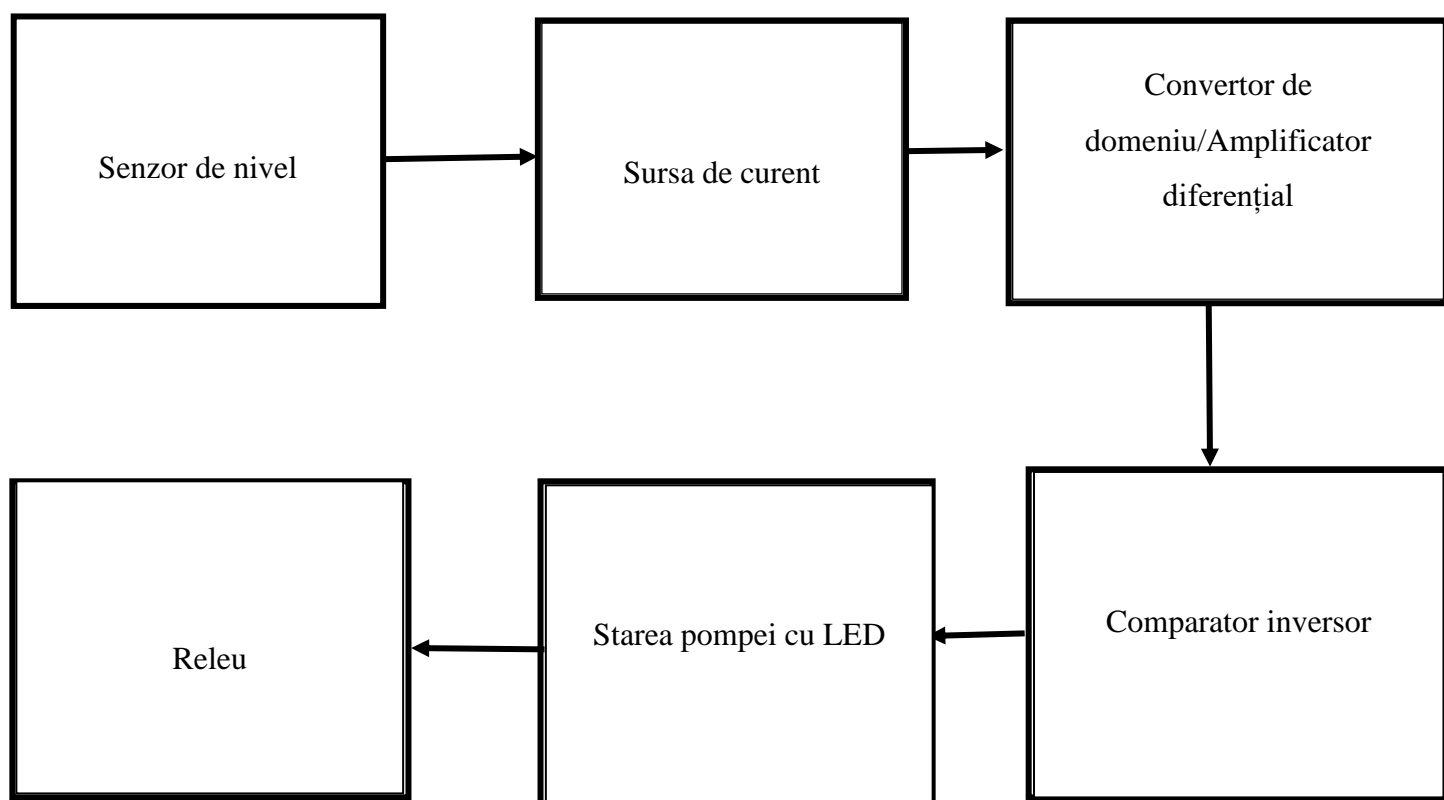 Senzor de nivel
Sursa de curent
Convertor de
domeniu/Amplificator
diferențial
Comparator inversor
Starea pompei cu LED
Releu